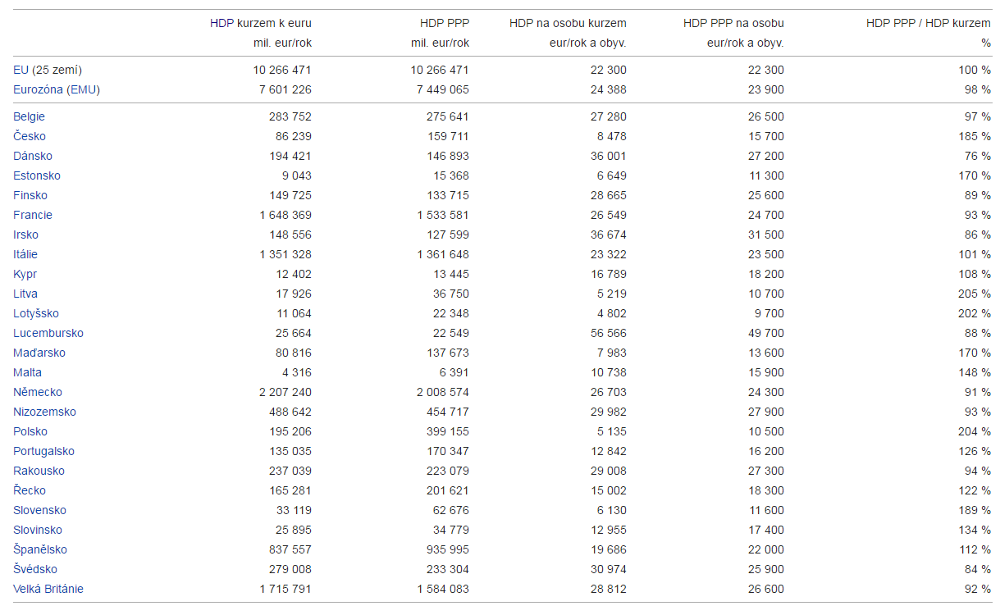 HDP kurzem k euru HDP PPP HDP na osobu kurzem HDP PPP na osobu HDP PPP / HDP kurzem
mil. eur/rok mil. eur/rok eur/rok a obyv. eur/rok a obyv. %
EU (25 zemí) 10 266 471 10 266 471 22 300 22 300 100 %
Eurozóna (EMU) 7 601 226 7 449 065 24 388 23 900 98 %
Belgie 283 752 275 641 27 280 26 500 97 %
Česko 86 239 159 711 8 478 15 700 185 %
Dánsko 194 421 146 893 36 001 27 200 76 %
Estonsko 9 043 15 368 6 649 11 300 170 %
Finsko 149 725 133 715 28 665 25 600 89 %
Francie 1 648 369 1 533 581 26 549 24 700 93 %
Irsko 148 556 127 599 36 674 31 500 86 %
Itálie 1 351 328 1 361 648 23 322 23 500 101 %
Kypr 12 402 13 445 16 789 18 200 108 %
Litva 17 926 36 750 5 219 10 700 205 %
Lotyšsko 11 064 22 348 4 802 9 700 202 %
Lucembursko 25 664 22 549 56 566 49 700 88 %
Maďarsko 80 816 137 673 7 983 13 600 170 %
Malta 4 316 6 391 10 738 15 900 148 %
Německo 2 207 240 2 008 574 26 703 24 300 91 %
Nizozemsko 488 642 454 717 29 982 27 900 93 %
Polsko 195 206 399 155 5 135 10 500 204 %
Portugalsko 135 035 170 347 12 842 16 200 126 %
Rakousko 237 039 223 079 29 008 27 300 94 %
Řecko 165 281 201 621 15 002 18 300 122 %
Slovensko 33 119 62 676 6 130 11 600 189 %
Slovinsko 25 895 34 779 12 955 17 400 134 %
Španělsko 837 557 935 995 19 686 22 000 112 %
Švédsko 279 008 233 304 30 974 25 900 84 %
Velká Británie 1 715 791 1 584 083 28 812 26 600 92 %